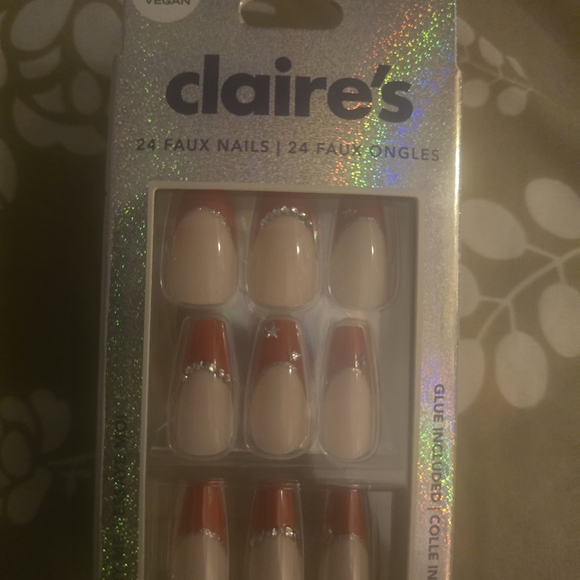 VEGAN
claire's
24 FAUX NAILS | 24 FAUX ONGLES
GLUE INCLUDED | COLLE IN